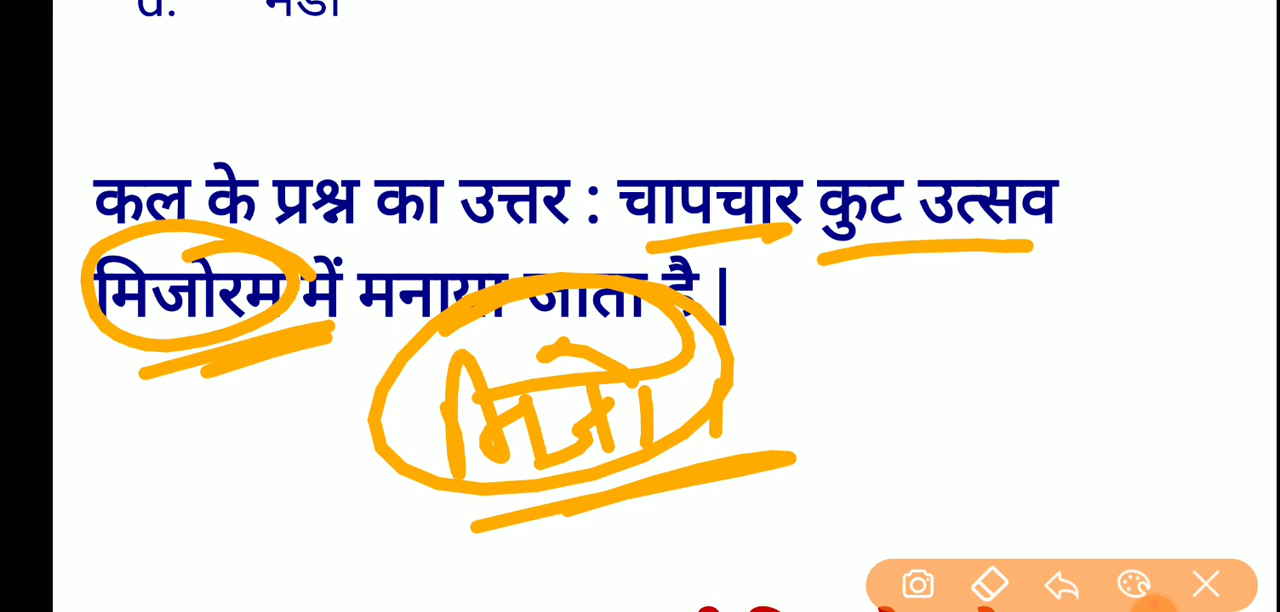 d.
कल के प्रश्न का उत्तर : चापचार कुट उत्सव
मिजोरम में मनाया जाता है |
मिजो